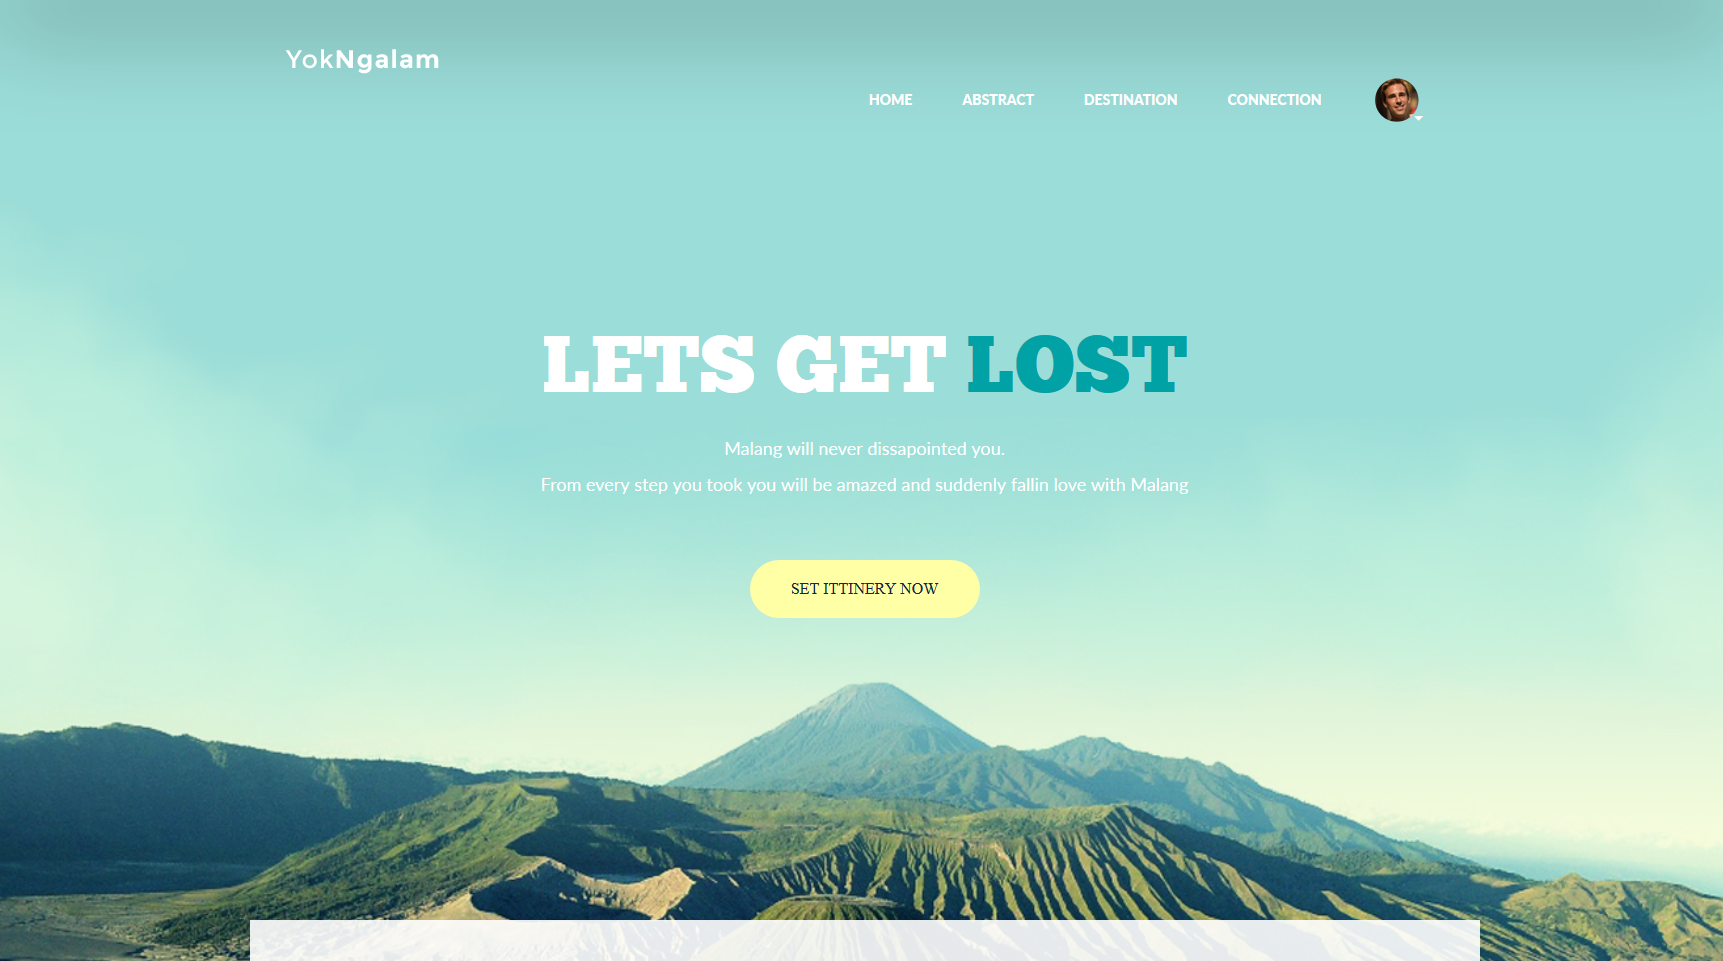 YokNgalam
HOME ABSTRACT DESTINATION CONNECTION
LETS GET LOST
Malang will never dissapointed you.
From every step you took you will be amazed and suddenly fallin love with Malang
SET ITTINERY NOW